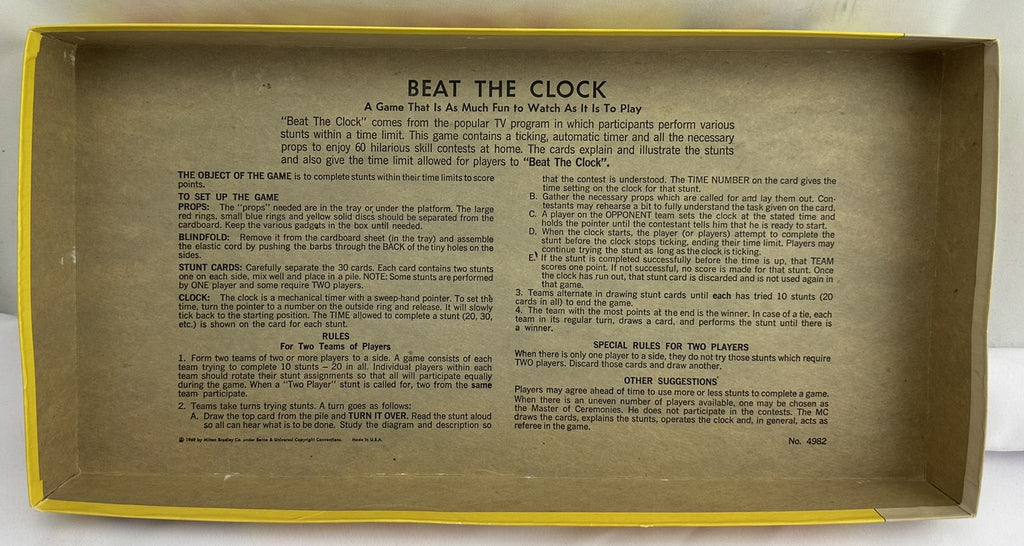 BEAT THE CLOCK
A Game That Is As Much Fun to Watch As It Is To Play
"Beat The Clock" comes from the popular TV program in which participants perform various
stunts within a time limit. This game contains a ticking, automatic timer and all the necessary
props to enjoy 60 hilarious skill contests at home. The cards explain and illustrate the stunts
and also give the time limit allowed for players to "Beat The Clock".
THE OBJECT OF THE GAME is to complete stunts within their time limits to score
points.
TO SET UP THE GAME
PROPS: The "props" needed are in the tray or under the platform. The large
red rings, small blue rings and yellow solid discs should be separated from the
cardboard. Keep the various gadgets in the box until needed.
BLINDFOLD: Remove it from the cardboard sheet (in the tray) and assemble
the elastic cord by pushing the barbs through the BACK of the tiny holes on the
sides.
STUNT CARDS: Carefully separate the 30 cards. Each card contains two stunts
one on each side, mix well and place in a pile. NOTE: Some stunts are performed
by ONE player and some require TWO players.
CLOCK: The clock is a mechanical timer with a sweep-hand pointer. To set the
time, turn the pointer to a number on the outside ring and release. It will slowly
tick back to the starting position. The TIME allowed to complete a stunt (20, 30,
etc.) is shown on the card for each stunt.
RULES
For Two Teams of Players
1. Form two teams of two or more players to a side. A game consists of each
team trying to complete 10 stunts – 20 in all. Individual players within each
team should rotate their stunt assignments so that all will participate equally
during the game. When a "Two Player" stunt is called for, two from the same
team participate.
2. Teams take turns trying stunts. A turn goes as follows:
A. Draw the top card from the pile and TURN IT OVER. Read the stunt aloud
so all can hear what is to be done. Study the diagram and description so
© 1969 by Milton Bradley Co. under Berne & Universal Copyright Conventions. Made in U.S.A.
that the contest is understood. The TIME NUMBER on the card gives the
time setting on the clock for that stunt.
B. Gather the necessary props which are called for and lay them out. Con-
testants may rehearse a bit to fully understand the task given on the card.
C. A player on the OPPONENT team sets the clock at the stated time and
holds the pointer until the contestant tells him that he is ready to start.
D. When the clock starts, the player (or players) attempt to complete the
stunt before the clock stops ticking, ending their time limit. Players may
continue trying the stunt as long as the clock is ticking.
E. If the stunt is completed successfully before the time is up, that TEAM
scores one point. If not successful, no score is made for that stunt. Once
the clock has run out, that stunt card is discarded and is not used again in
that game.
3. Teams alternate in drawing stunt cards until each has tried 10 stunts (20
cards in all) to end the game.
4. The team with the most points at the end is the winner. In case of a tie, each
team in its regular turn, draws a card, and performs the stunt until there is
a winner.
SPECIAL RULES FOR TWO PLAYERS
When there is only one player to a side, they do not try those stunts which require
TWO players. Discard those cards and draw another.
OTHER SUGGESTIONS
Players may agree ahead of time to use more or less stunts to complete a game.
When there is an uneven number of players available, one may be chosen as
the Master of Ceremonies. He does not participate in the contests. The MC
draws the cards, explains the stunts, operates the clock and, in general, acts as
referee in the game.
No. 4982